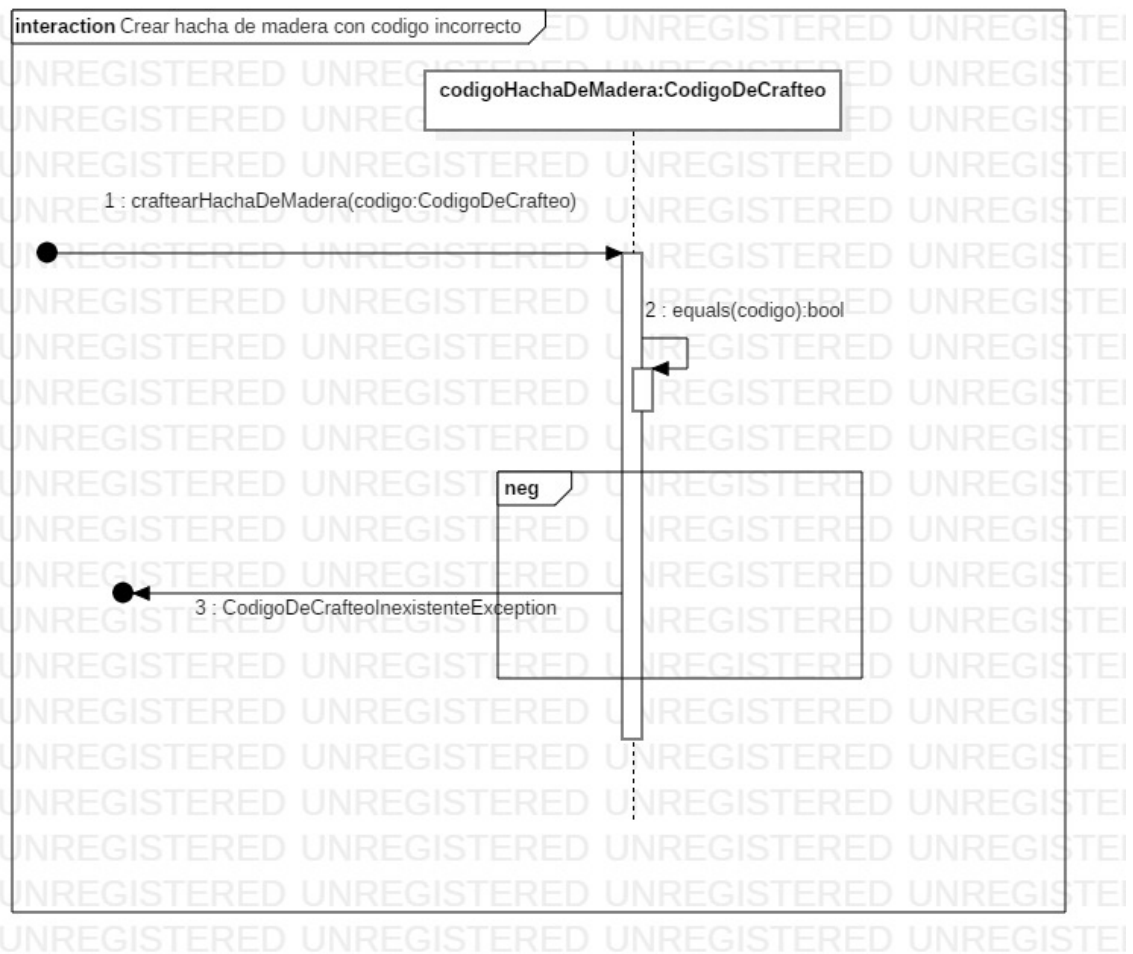 interaction Crear hacha de madera con codigo incorrecto
codigoHachaDeMadera:CodigoDeCrafteo
1 : craftearHachaDeMadera(codigo:CodigoDeCrafteo)
2 : equals(codigo):bool
neg
3 : CodigoDeCrafteoInexistenteException
UNREGISTERED